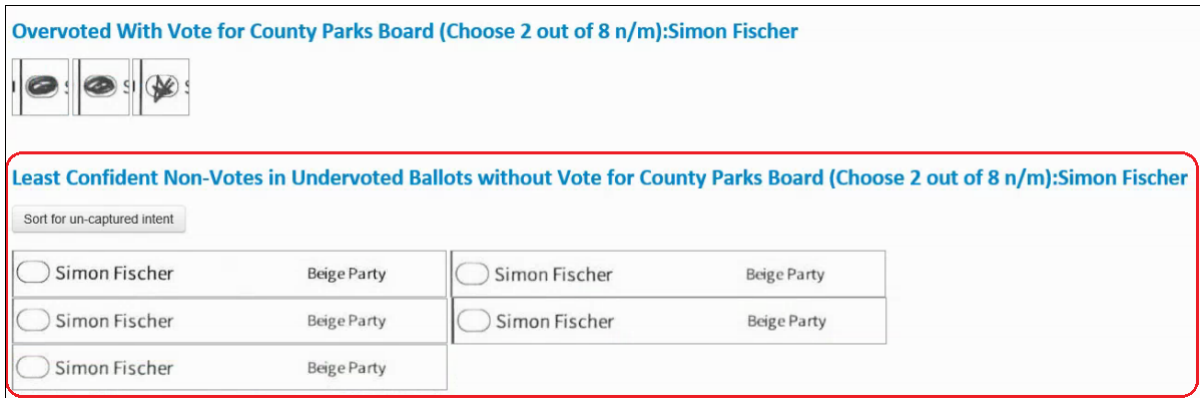 Overvoted With Vote for County Parks Board (Choose 2 out of 8 n/m):Simon Fischer
Least Confident Non-Votes in Undervoted Ballots without Vote for County Parks Board (Choose 2 out of 8 n/m):Simon Fischer
Sort for un-captured intent
Simon Fischer Beige Party Simon Fischer Beige Party
Simon Fischer Beige Party Simon Fischer Beige Party
Simon Fischer Beige Party